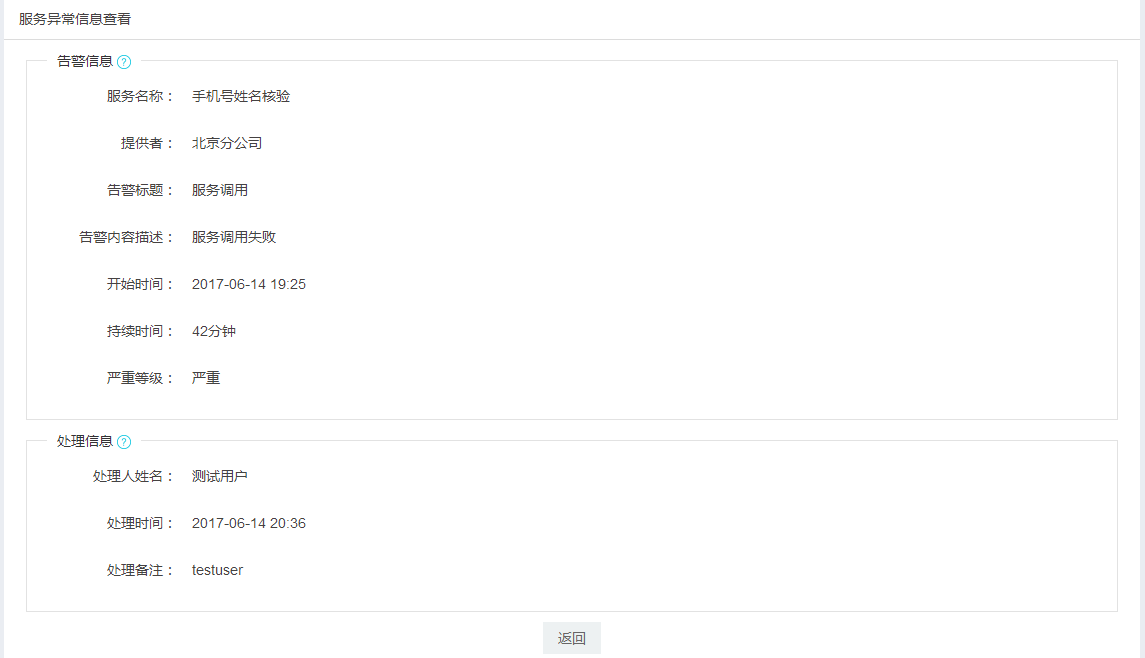 服务异常信息查看
告警信息 ?
服务名称： 手机号姓名核验
提供者： 北京分公司
告警标题： 服务调用
告警内容描述： 服务调用失败
开始时间： 2017-06-14 19:25
持续时间： 42分钟
严重等级： 严重
处理信息 ?
处理人姓名： 测试用户
处理时间： 2017-06-14 20:36
处理备注： testuser
返回